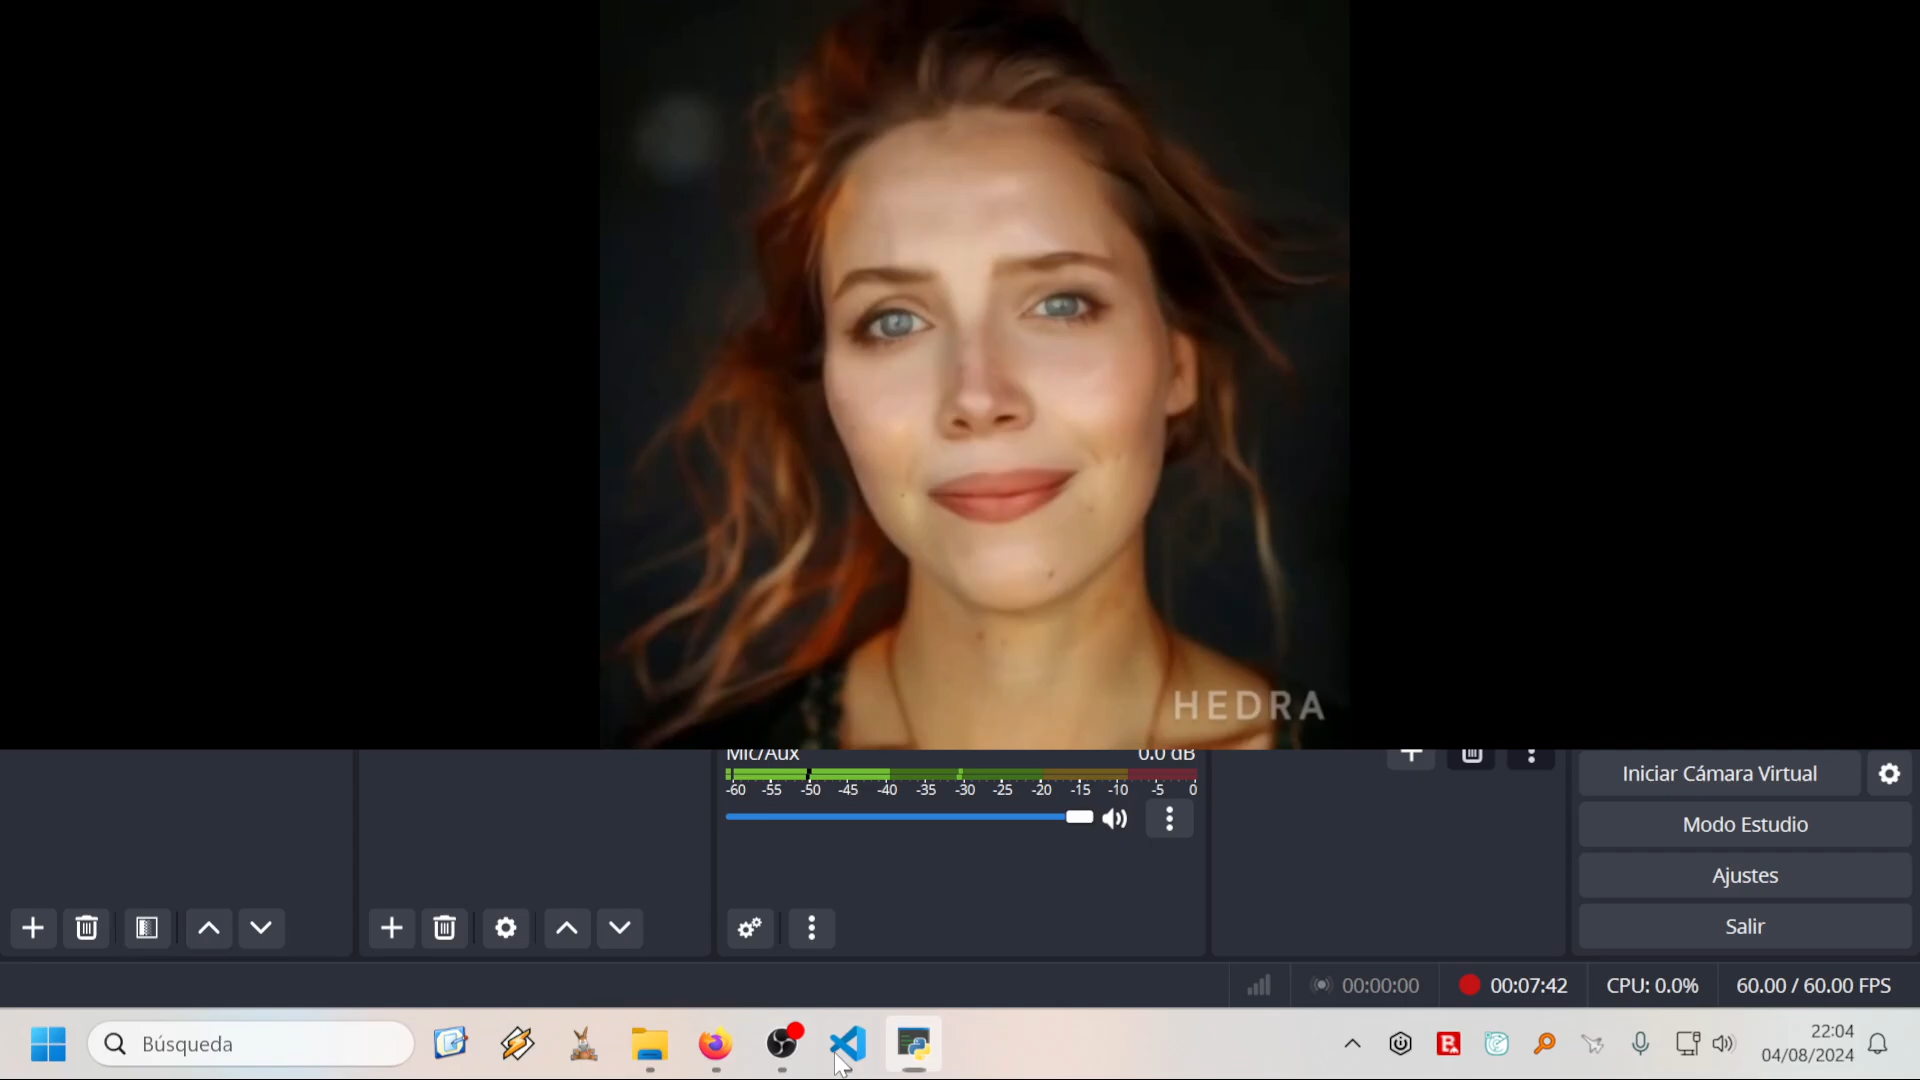 HEDRA
Mic/Aux
0.0 dB
-60 -55 -50 -45 -40 -35 -30 -25 -20 -15 -10 -5 0
Iniciar Cámara Virtual
Modo Estudio
Ajustes
Salir
00:00:00
00:07:42
CPU: 0.0%
60.00 / 60.00 FPS
Búsqueda
22:04
04/08/2024